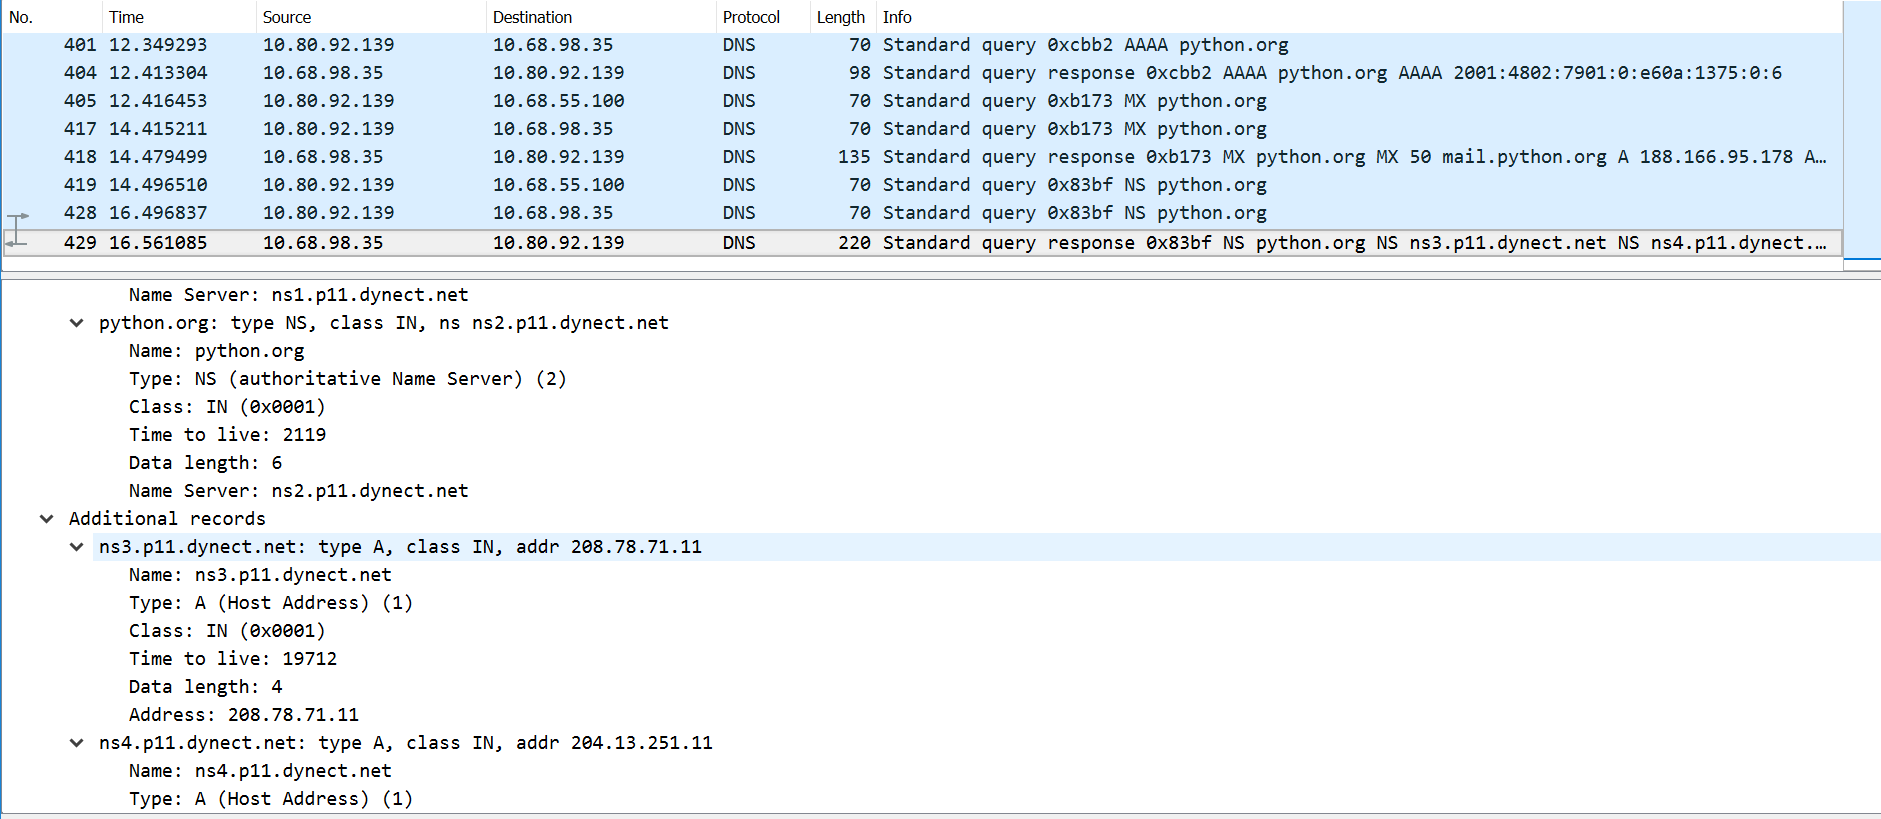 No. Time Source Destination Protocol Length Info
401 12.349293 10.80.92.139 10.68.98.35 DNS 70 Standard query 0xcbb2 AAAA python.org
404 12.413304 10.68.98.35 10.80.92.139 DNS 98 Standard query response 0xcbb2 AAAA python.org AAAA 2001:4802:7901:0:e60a:1375:0:6
405 12.416453 10.80.92.139 10.68.55.100 DNS 70 Standard query 0xb173 MX python.org
417 14.415211 10.80.92.139 10.68.98.35 DNS 70 Standard query 0xb173 MX python.org
418 14.479499 10.68.98.35 10.80.92.139 DNS 135 Standard query response 0xb173 MX python.org MX 50 mail.python.org A 188.166.95.178 A…
419 14.496510 10.80.92.139 10.68.55.100 DNS 70 Standard query 0x83bf NS python.org
428 16.496837 10.80.92.139 10.68.98.35 DNS 70 Standard query 0x83bf NS python.org
429 16.561085 10.68.98.35 10.80.92.139 DNS 220 Standard query response 0x83bf NS python.org NS ns3.p11.dynect.net NS ns4.p11.dynect.…
Name Server: ns1.p11.dynect.net
python.org: type NS, class IN, ns ns2.p11.dynect.net
Name: python.org
Type: NS (authoritative Name Server) (2)
Class: IN (0x0001)
Time to live: 2119
Data length: 6
Name Server: ns2.p11.dynect.net
Additional records
ns3.p11.dynect.net: type A, class IN, addr 208.78.71.11
Name: ns3.p11.dynect.net
Type: A (Host Address) (1)
Class: IN (0x0001)
Time to live: 19712
Data length: 4
Address: 208.78.71.11
ns4.p11.dynect.net: type A, class IN, addr 204.13.251.11
Name: ns4.p11.dynect.net
Type: A (Host Address) (1)